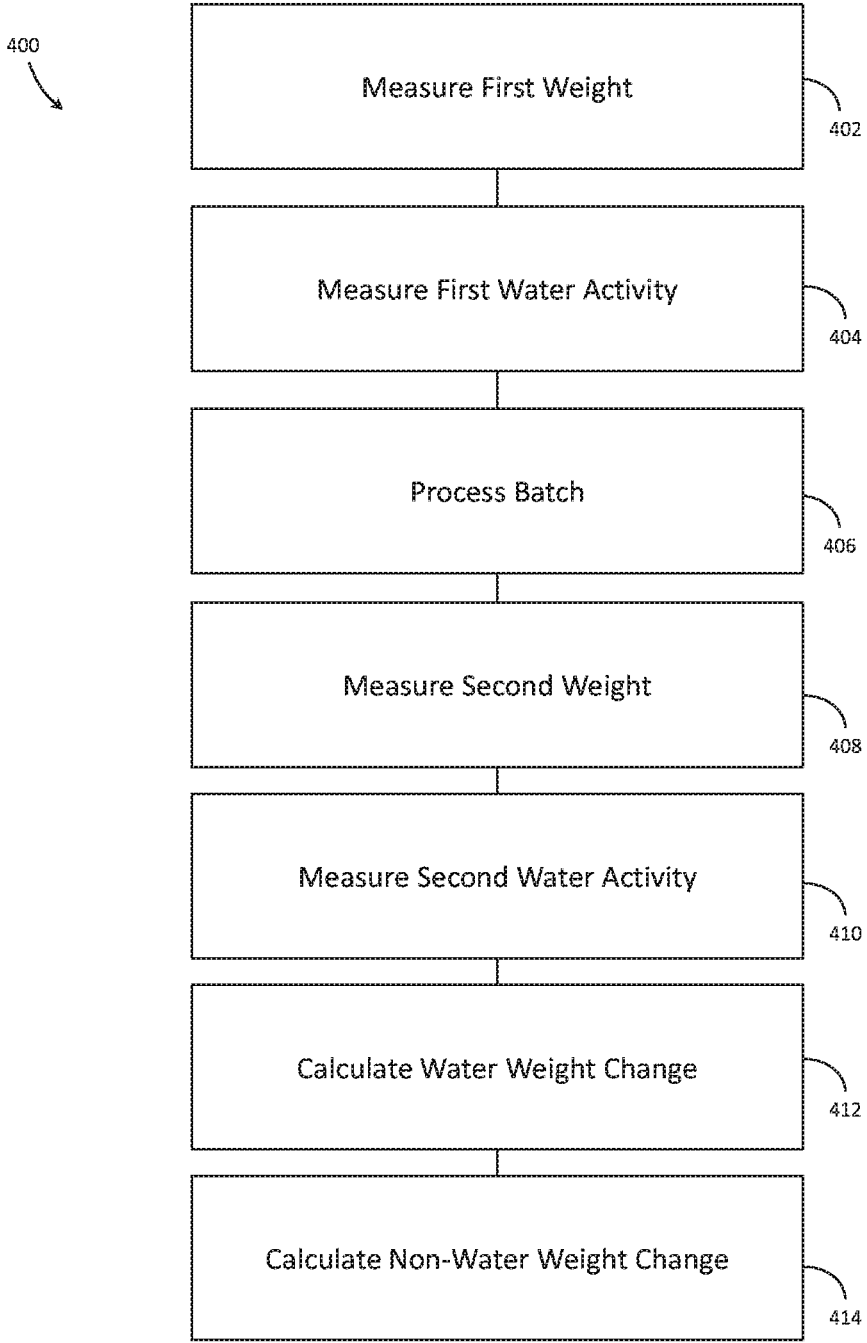 400
Measure First Weight
402
Measure First Water Activity
404
Process Batch
406
Measure Second Weight
408
Measure Second Water Activity
410
Calculate Water Weight Change
412
Calculate Non-Water Weight Change
414